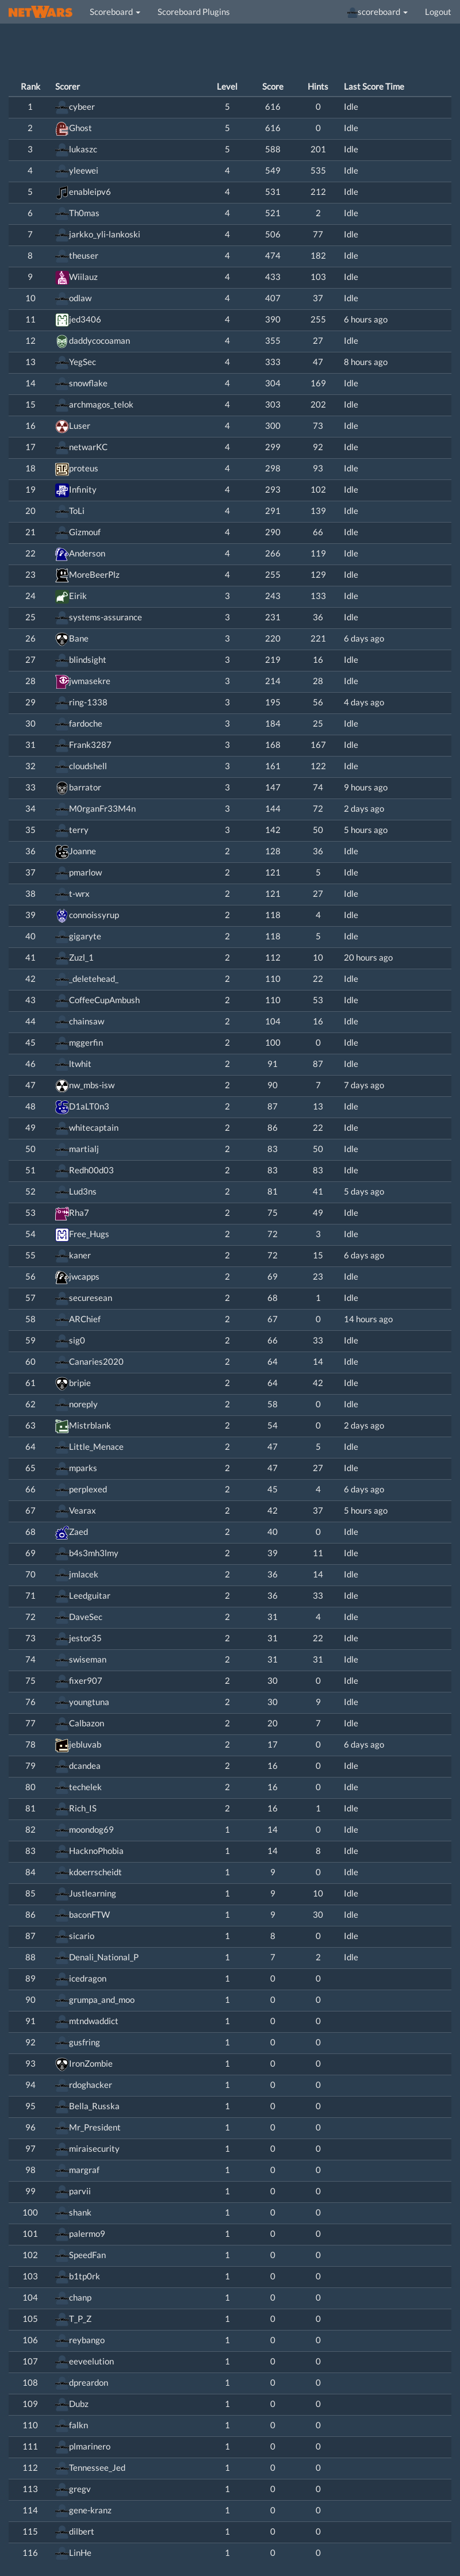 NETWARS Scoreboard Scoreboard Plugins scoreboard Logout
Rank Scorer Level Score Hints Last Score Time
1 cybeer 5 616 0 Idle
2 Ghost 5 616 0 Idle
3 lukaszc 5 588 201 Idle
4 yleewei 4 549 535 Idle
5 enableipv6 4 531 212 Idle
6 Th0mas 4 521 2 Idle
7 jarkko_yli-lankoski 4 506 77 Idle
8 theuser 4 474 182 Idle
9 Wiilauz 4 433 103 Idle
10 odlaw 4 407 37 Idle
11 jed3406 4 390 255 6 hours ago
12 daddycocoaman 4 355 27 Idle
13 YegSec 4 333 47 8 hours ago
14 snowflake 4 304 169 Idle
15 archmagos_telok 4 303 202 Idle
16 Luser 4 300 73 Idle
17 netwarKC 4 299 92 Idle
18 proteus 4 298 93 Idle
19 Infinity 4 293 102 Idle
20 ToLi 4 291 139 Idle
21 Gizmouf 4 290 66 Idle
22 Anderson 4 266 119 Idle
23 MoreBeerPlz 4 255 129 Idle
24 Eirik 3 243 133 Idle
25 systems-assurance 3 231 36 Idle
26 Bane 3 220 221 6 days ago
27 blindsight 3 219 16 Idle
28 jwmasekre 3 214 28 Idle
29 ring-1338 3 195 56 4 days ago
30 fardoche 3 184 25 Idle
31 Frank3287 3 168 167 Idle
32 cloudshell 3 161 122 Idle
33 barrator 3 147 74 9 hours ago
34 M0rganFr33M4n 3 144 72 2 days ago
35 terry 3 142 50 5 hours ago
36 Joanne 2 128 36 Idle
37 pmarlow 2 121 5 Idle
38 t-wrx 2 121 27 Idle
39 connoissyrup 2 118 4 Idle
40 gigaryte 2 118 5 Idle
41 Zuzl_1 2 112 10 20 hours ago
42 _deletehead_ 2 110 22 Idle
43 CoffeeCupAmbush 2 110 53 Idle
44 chainsaw 2 104 16 Idle
45 mggerfin 2 100 0 Idle
46 ltwhit 2 91 87 Idle
47 nw_mbs-isw 2 90 7 7 days ago
48 D1aLT0n3 2 87 13 Idle
49 whitecaptain 2 86 22 Idle
50 martialj 2 83 50 Idle
51 Redh00d03 2 83 83 Idle
52 Lud3ns 2 81 41 5 days ago
53 Rha7 2 75 49 Idle
54 Free_Hugs 2 72 3 Idle
55 kaner 2 72 15 6 days ago
56 jwcapps 2 69 23 Idle
57 securesean 2 68 1 Idle
58 ARChief 2 67 0 14 hours ago
59 sig0 2 66 33 Idle
60 Canaries2020 2 64 14 Idle
61 bripie 2 64 42 Idle
62 noreply 2 58 0 Idle
63 Mistrblank 2 54 0 2 days ago
64 Little_Menace 2 47 5 Idle
65 mparks 2 47 27 Idle
66 perplexed 2 45 4 6 days ago
67 Vearax 2 42 37 5 hours ago
68 Zaed 2 40 0 Idle
69 b4s3mh3lmy 2 39 11 Idle
70 jmlacek 2 36 14 Idle
71 Leedguitar 2 36 33 Idle
72 DaveSec 2 31 4 Idle
73 jestor35 2 31 22 Idle
74 swiseman 2 31 31 Idle
75 fixer907 2 30 0 Idle
76 youngtuna 2 30 9 Idle
77 Calbazon 2 20 7 Idle
78 jebluvab 2 17 0 6 days ago
79 dcandea 2 16 0 Idle
80 techelek 2 16 0 Idle
81 Rich_IS 2 16 1 Idle
82 moondog69 1 14 0 Idle
83 HacknoPhobia 1 14 8 Idle
84 kdoerrscheidt 1 9 0 Idle
85 Justlearning 1 9 10 Idle
86 baconFTW 1 9 30 Idle
87 sicario 1 8 0 Idle
88 Denali_National_P 1 7 2 Idle
89 icedragon 1 0 0
90 grumpa_and_moo 1 0 0
91 mtndwaddict 1 0 0
92 gusfring 1 0 0
93 IronZombie 1 0 0
94 rdoghacker 1 0 0
95 Bella_Russka 1 0 0
96 Mr_President 1 0 0
97 miraisecurity 1 0 0
98 margraf 1 0 0
99 parvii 1 0 0
100 shank 1 0 0
101 palermo9 1 0 0
102 SpeedFan 1 0 0
103 b1tp0rk 1 0 0
104 chanp 1 0 0
105 T_P_Z 1 0 0
106 reybango 1 0 0
107 eeveelution 1 0 0
108 dpreardon 1 0 0
109 Dubz 1 0 0
110 falkn 1 0 0
111 plmarinero 1 0 0
112 Tennessee_Jed 1 0 0
113 gregv 1 0 0
114 gene-kranz 1 0 0
115 dilbert 1 0 0
116 LinHe 1 0 0